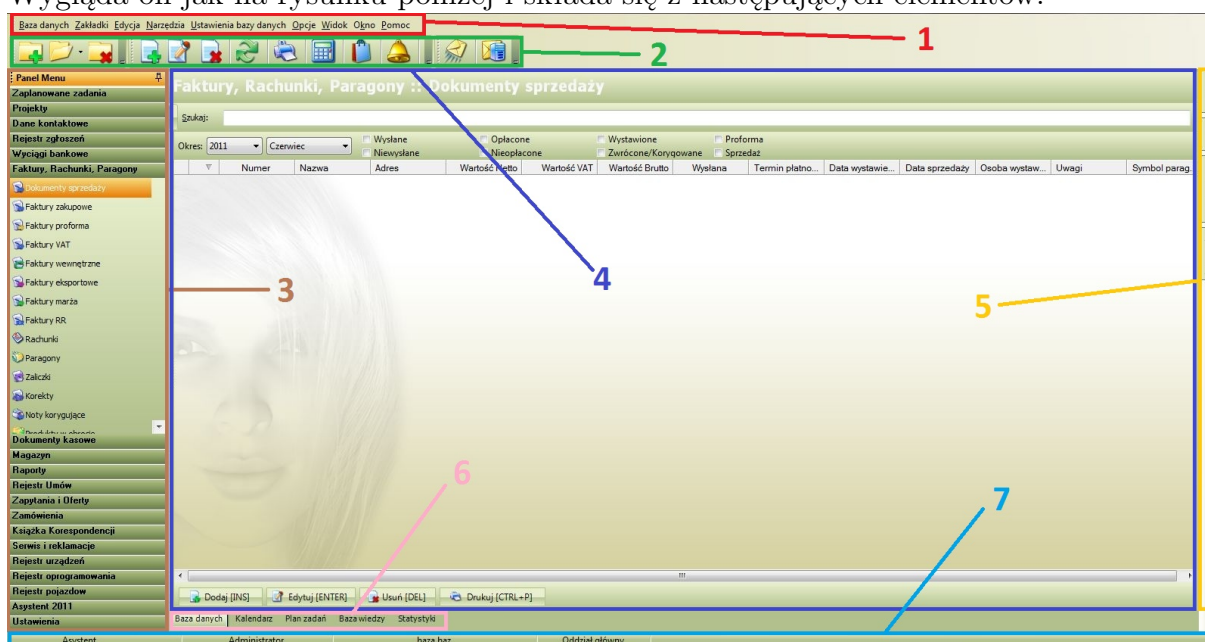 Wygląda on jak na rysunku poniżej i składa się z następujących elementów:
Baza danych Zakładki Edycja Narzędzia Ustawienia bazy danych Opcje Widok Okno Pomoc
1
2
Panel Menu
Zaplanowane zadania
Projekty
Dane kontaktowe
Rejestr zgłoszeń
Wyciągi bankowe
Faktury, Rachunki, Paragony
Dokumenty sprzedaży
Faktury zakupowe
Faktury proforma
Faktury VAT
Faktury wewnętrzne
Faktury eksportowe
Faktury marża
Faktury RR
Rachunki
Paragony
Zaliczki
Korekty
Noty korygujące
Produkty w obrocie
Dokumenty kasowe
Magazyn
Raporty
Rejestr Umów
Zapytania i Oferty
Zamówienia
Książka Korespondencji
Serwis i reklamacje
Rejestr urządzeń
Rejestr oprogramowania
Rejestr pojazdow
Asystent 2011
Ustawienia
3
Faktury, Rachunki, Paragony :: Dokumenty sprzedaży
Szukaj:
Okres: 2011 Czerwiec
Wysłane Opłacone Wystawione Proforma
Niewysłane Nieopłacone Zwrócone/Korygowane Sprzedaż
Numer Nazwa Adres Wartość Netto Wartość VAT Wartość Brutto Wysłana Termin płatno... Data wystawie... Data sprzedaży Osoba wystaw... Uwagi Symbol parag.
4
5
6
7
Dodaj [INS] Edytuj [ENTER] Usuń [DEL] Drukuj [CTRL+P]
Baza danych Kalendarz Plan zadań Baza wiedzy Statystyki
Asystent Administrator baza baz Oddział główny